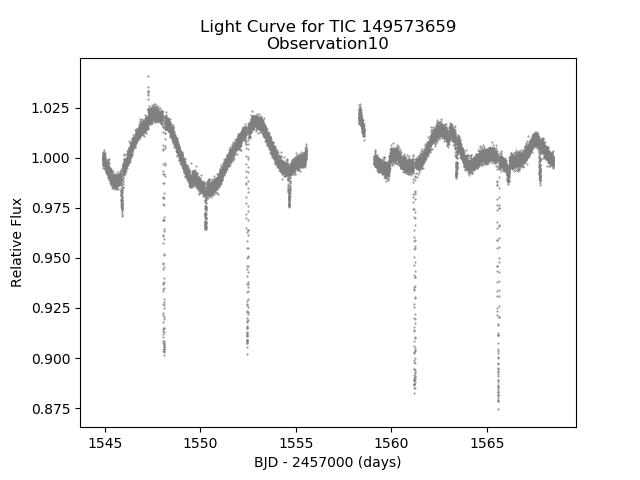 Light Curve for TIC 149573659
Observation10
1.025
1.000
0.975
0.950
0.925
0.900
0.875
Relative Flux
1545 1550 1555 1560 1565
BJD - 2457000 (days)